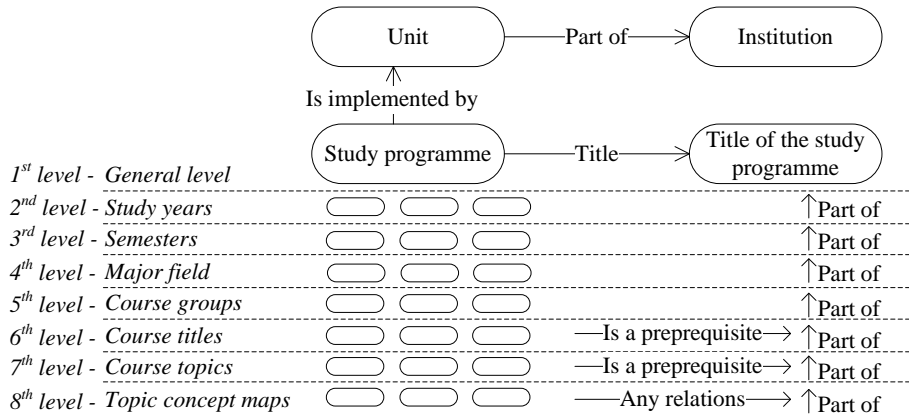 Unit Part of Institution
Is implemented by
Study programme Title Title of the study programme
1st level - General level
2nd level - Study years Part of
3rd level - Semesters Part of
4th level - Major field Part of
5th level - Course groups Part of
6th level - Course titles Is a preprequisite Part of
7th level - Course topics Is a preprequisite Part of
8th level - Topic concept maps Any relations Part of